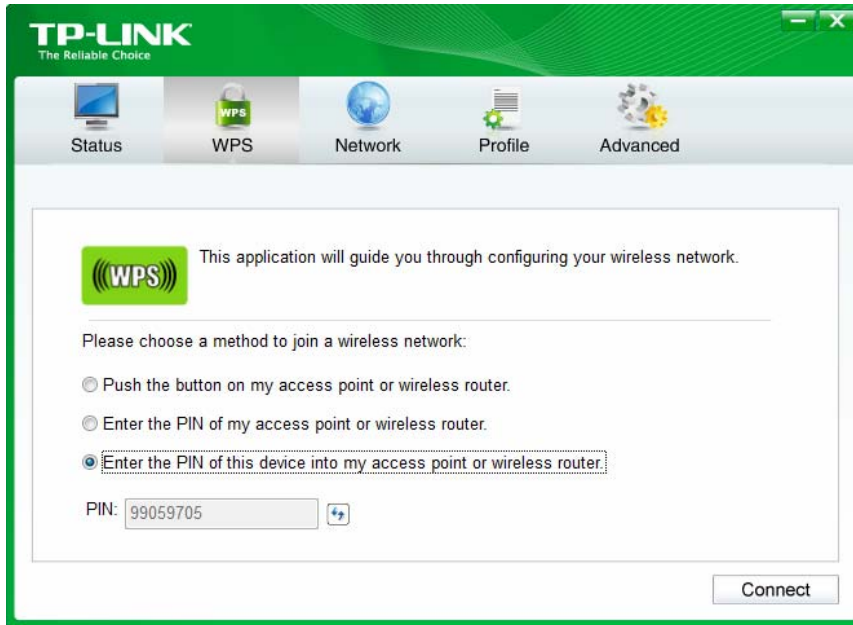 TP-LINK
The Reliable Choice
WPS
Status WPS Network Profile Advanced
WPS
This application will guide you through configuring your wireless network.
Please choose a method to join a wireless network:
Push the button on my access point or wireless router.
Enter the PIN of my access point or wireless router.
Enter the PIN of this device into my access point or wireless router.
PIN: 99059705
Connect